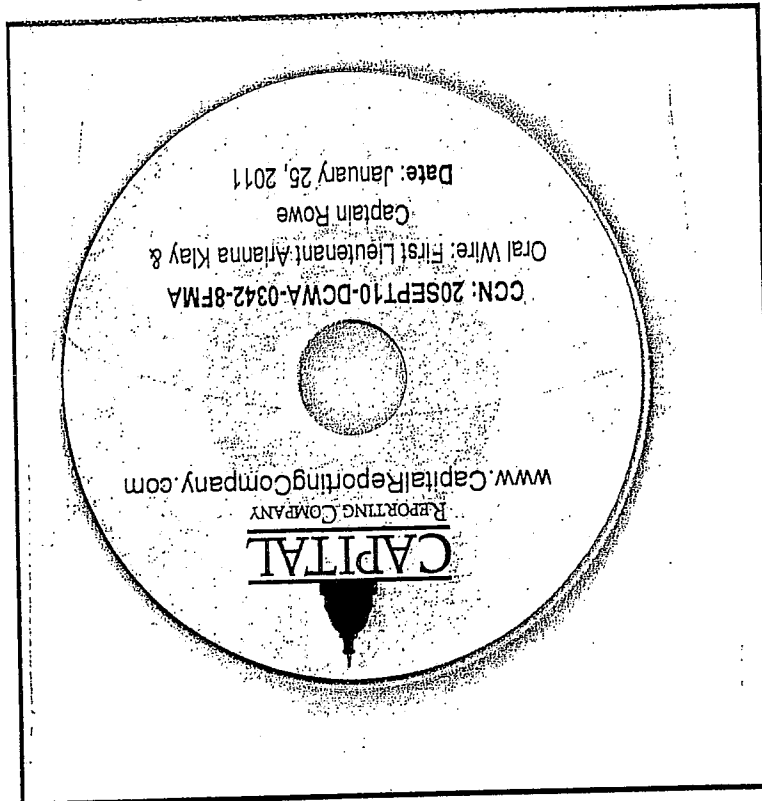 CAPITAL
REPORTING COMPANY
www.CapitalReportingCompany.com
CCN: 20SEPT10-DCWA-0342-8FMA
Oral Wire: First Lieutenant Arianna Klay &
Captain Rowe
Date: January 25, 2011